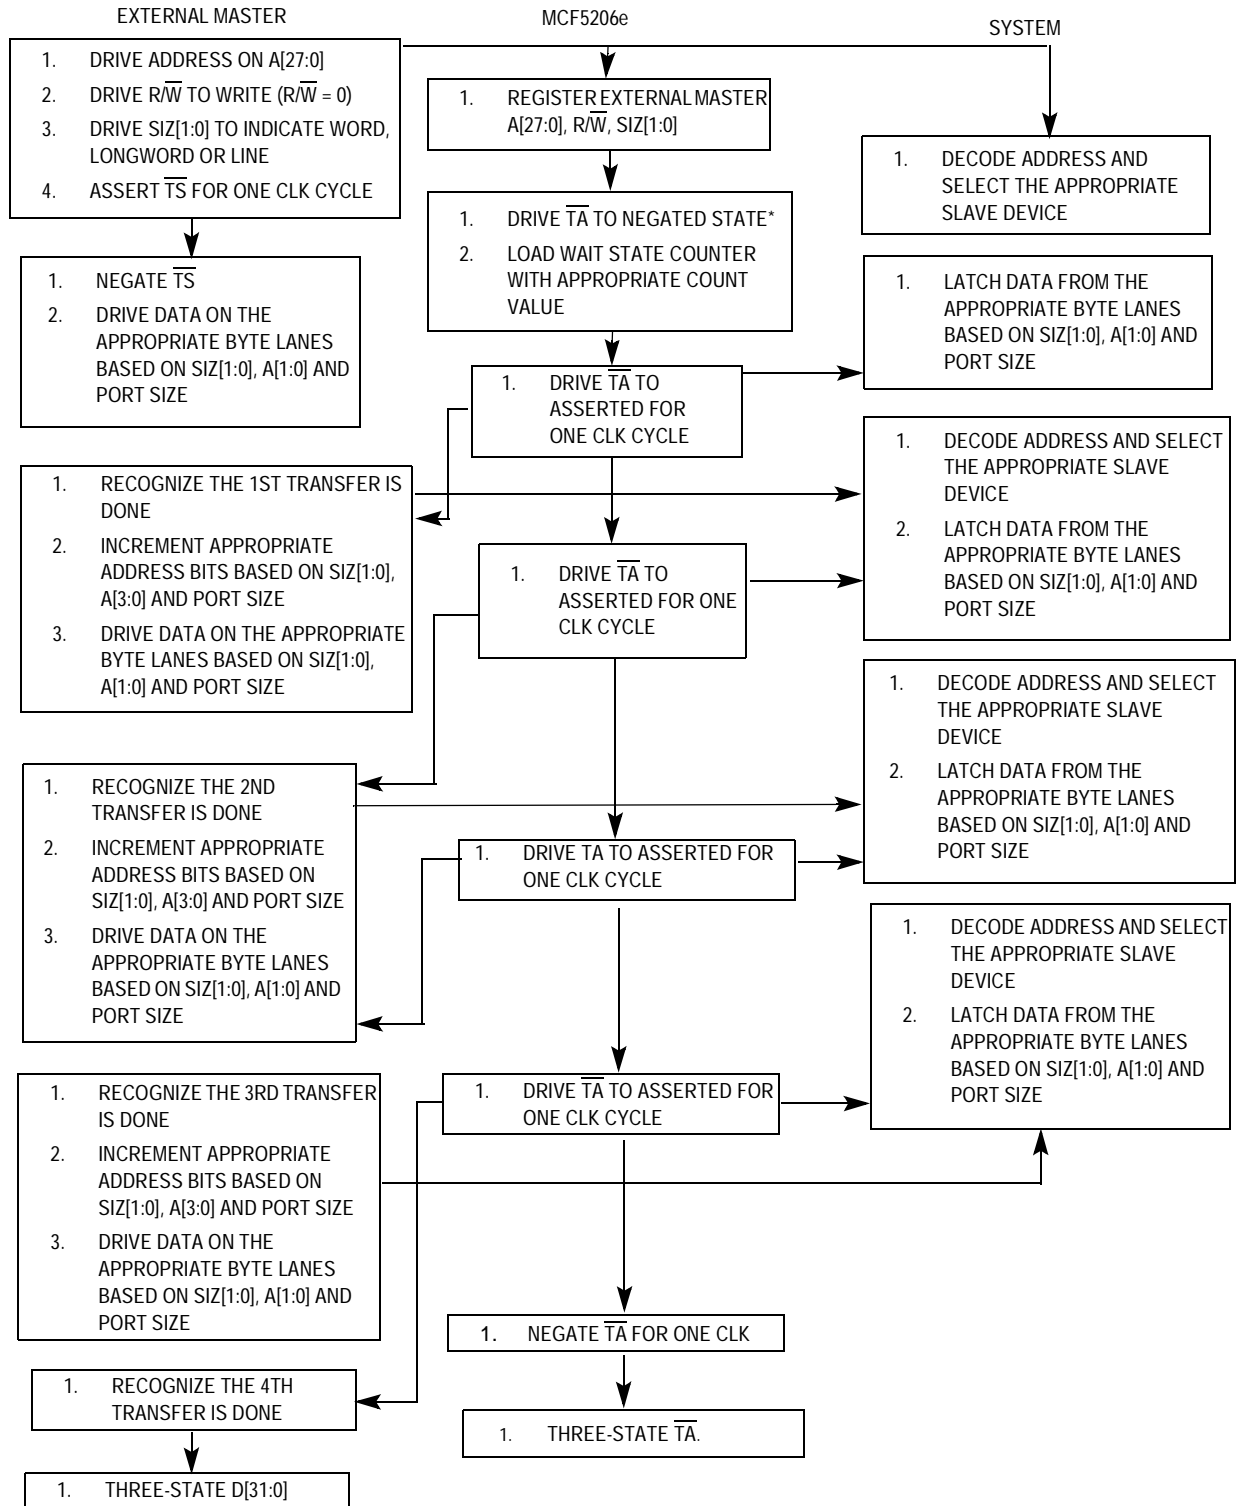 EXTERNAL MASTER
MCF5206e
SYSTEM
1. DRIVE ADDRESS ON A[27:0]
2. DRIVE R/W̅ TO WRITE (R/W̅ = 0)
3. DRIVE SIZ[1:0] TO INDICATE WORD,
LONGWORD OR LINE
4. ASSERT T̅S̅ FOR ONE CLK CYCLE
1. REGISTER EXTERNAL MASTER
A[27:0], R/W̅, SIZ[1:0]
1. DECODE ADDRESS AND
SELECT THE APPROPRIATE
SLAVE DEVICE
1. NEGATE T̅S̅
2. DRIVE DATA ON THE
APPROPRIATE BYTE LANES
BASED ON SIZ[1:0], A[1:0] AND
PORT SIZE
1. DRIVE T̅A̅ TO NEGATED STATE*
2. LOAD WAIT STATE COUNTER
WITH APPROPRIATE COUNT
VALUE
1. LATCH DATA FROM THE
APPROPRIATE BYTE LANES
BASED ON SIZ[1:0], A[1:0] AND
PORT SIZE
1. DRIVE T̅A̅ TO
ASSERTED FOR
ONE CLK CYCLE
1. RECOGNIZE THE 1ST TRANSFER IS
DONE
2. INCREMENT APPROPRIATE
ADDRESS BITS BASED ON SIZ[1:0],
A[3:0] AND PORT SIZE
3. DRIVE DATA ON THE APPROPRIATE
BYTE LANES BASED ON SIZ[1:0],
A[1:0] AND PORT SIZE
1. DECODE ADDRESS AND SELECT
THE APPROPRIATE SLAVE
DEVICE
2. LATCH DATA FROM THE
APPROPRIATE BYTE LANES
BASED ON SIZ[1:0], A[1:0] AND
PORT SIZE
1. DRIVE T̅A̅ TO
ASSERTED FOR ONE
CLK CYCLE
1. DECODE ADDRESS AND SELECT
THE APPROPRIATE SLAVE
DEVICE
2. LATCH DATA FROM THE
APPROPRIATE BYTE LANES
BASED ON SIZ[1:0], A[1:0] AND
PORT SIZE
1. RECOGNIZE THE 2ND
TRANSFER IS DONE
2. INCREMENT APPROPRIATE
ADDRESS BITS BASED ON
SIZ[1:0], A[3:0] AND PORT SIZE
3. DRIVE DATA ON THE
APPROPRIATE BYTE LANES
BASED ON SIZ[1:0], A[1:0] AND
PORT SIZE
1. DRIVE TA TO ASSERTED FOR
ONE CLK CYCLE
1. DECODE ADDRESS AND SELECT
THE APPROPRIATE SLAVE
DEVICE
2. LATCH DATA FROM THE
APPROPRIATE BYTE LANES
BASED ON SIZ[1:0], A[1:0] AND
PORT SIZE
1. RECOGNIZE THE 3RD TRANSFER
IS DONE
2. INCREMENT APPROPRIATE
ADDRESS BITS BASED ON
SIZ[1:0], A[3:0] AND PORT SIZE
3. DRIVE DATA ON THE
APPROPRIATE BYTE LANES
BASED ON SIZ[1:0], A[1:0] AND
PORT SIZE
1. DRIVE T̅A̅ TO ASSERTED FOR
ONE CLK CYCLE
1. NEGATE T̅A̅ FOR ONE CLK
1. RECOGNIZE THE 4TH
TRANSFER IS DONE
1. THREE-STATE T̅A̅.
1. THREE-STATE D[31:0]